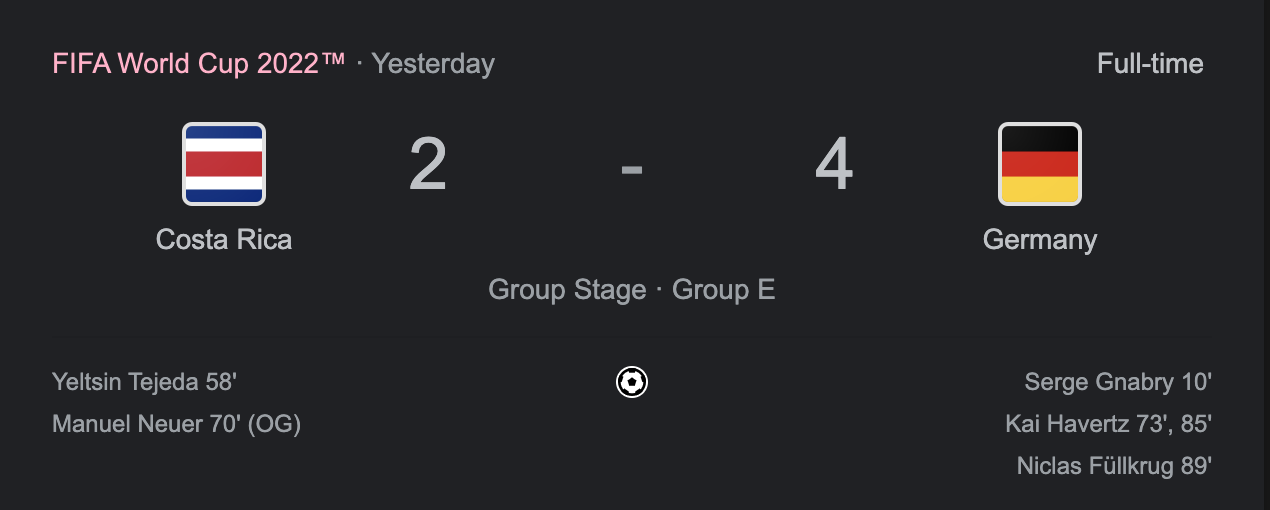 FIFA World Cup 2022™ · Yesterday Full-time
2 - 4
Costa Rica Germany
Group Stage · Group E
Yeltsin Tejeda 58' Serge Gnabry 10'
Manuel Neuer 70' (OG) Kai Havertz 73', 85'
Niclas Füllkrug 89'